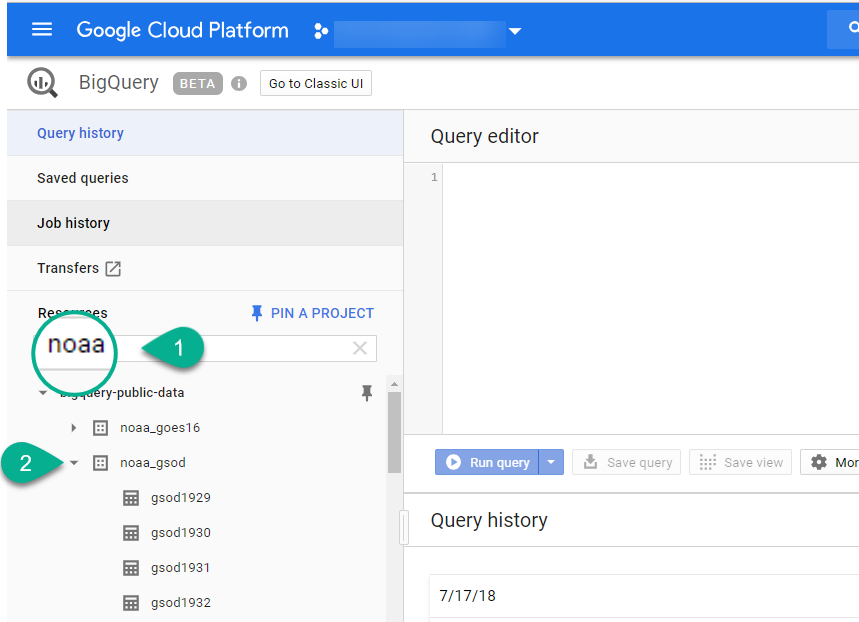 Google Cloud Platform
BigQuery BETA Go to Classic UI
Query history
Saved queries
Job history
Transfers
Resources PIN A PROJECT
noaa 1
bigquery-public-data
noaa_goes16
2 noaa_gsod
gsod1929
gsod1930
gsod1931
gsod1932
Query editor
1
Run query Save query Save view Mor
Query history
7/17/18